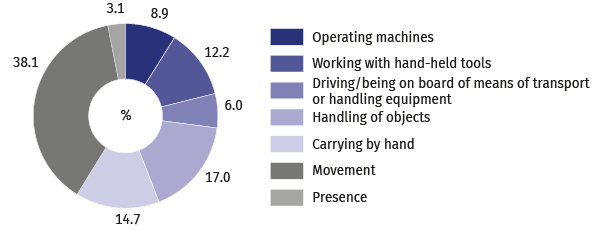 3.1
8.9
38.1
12.2
%
6.0
17.0
14.7
Operating machines
Working with hand-held tools
Driving/being on board of means of transport
or handling equipment
Handling of objects
Carrying by hand
Movement
Presence